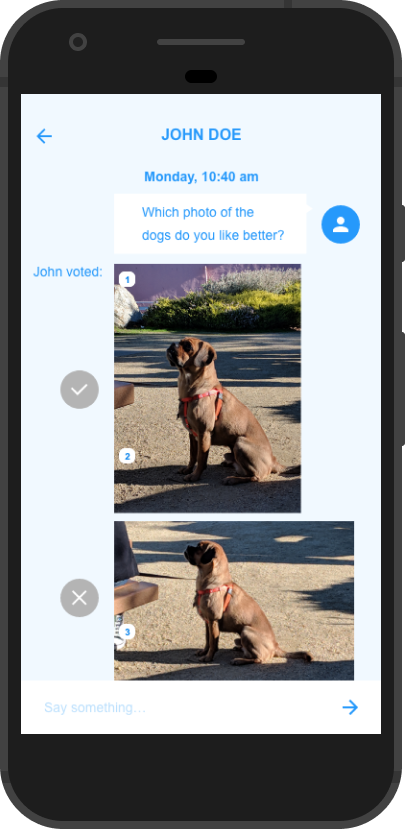 JOHN DOE
Monday, 10:40 am
Which photo of the
dogs do you like better?
John voted:
1
2
3
Say something...